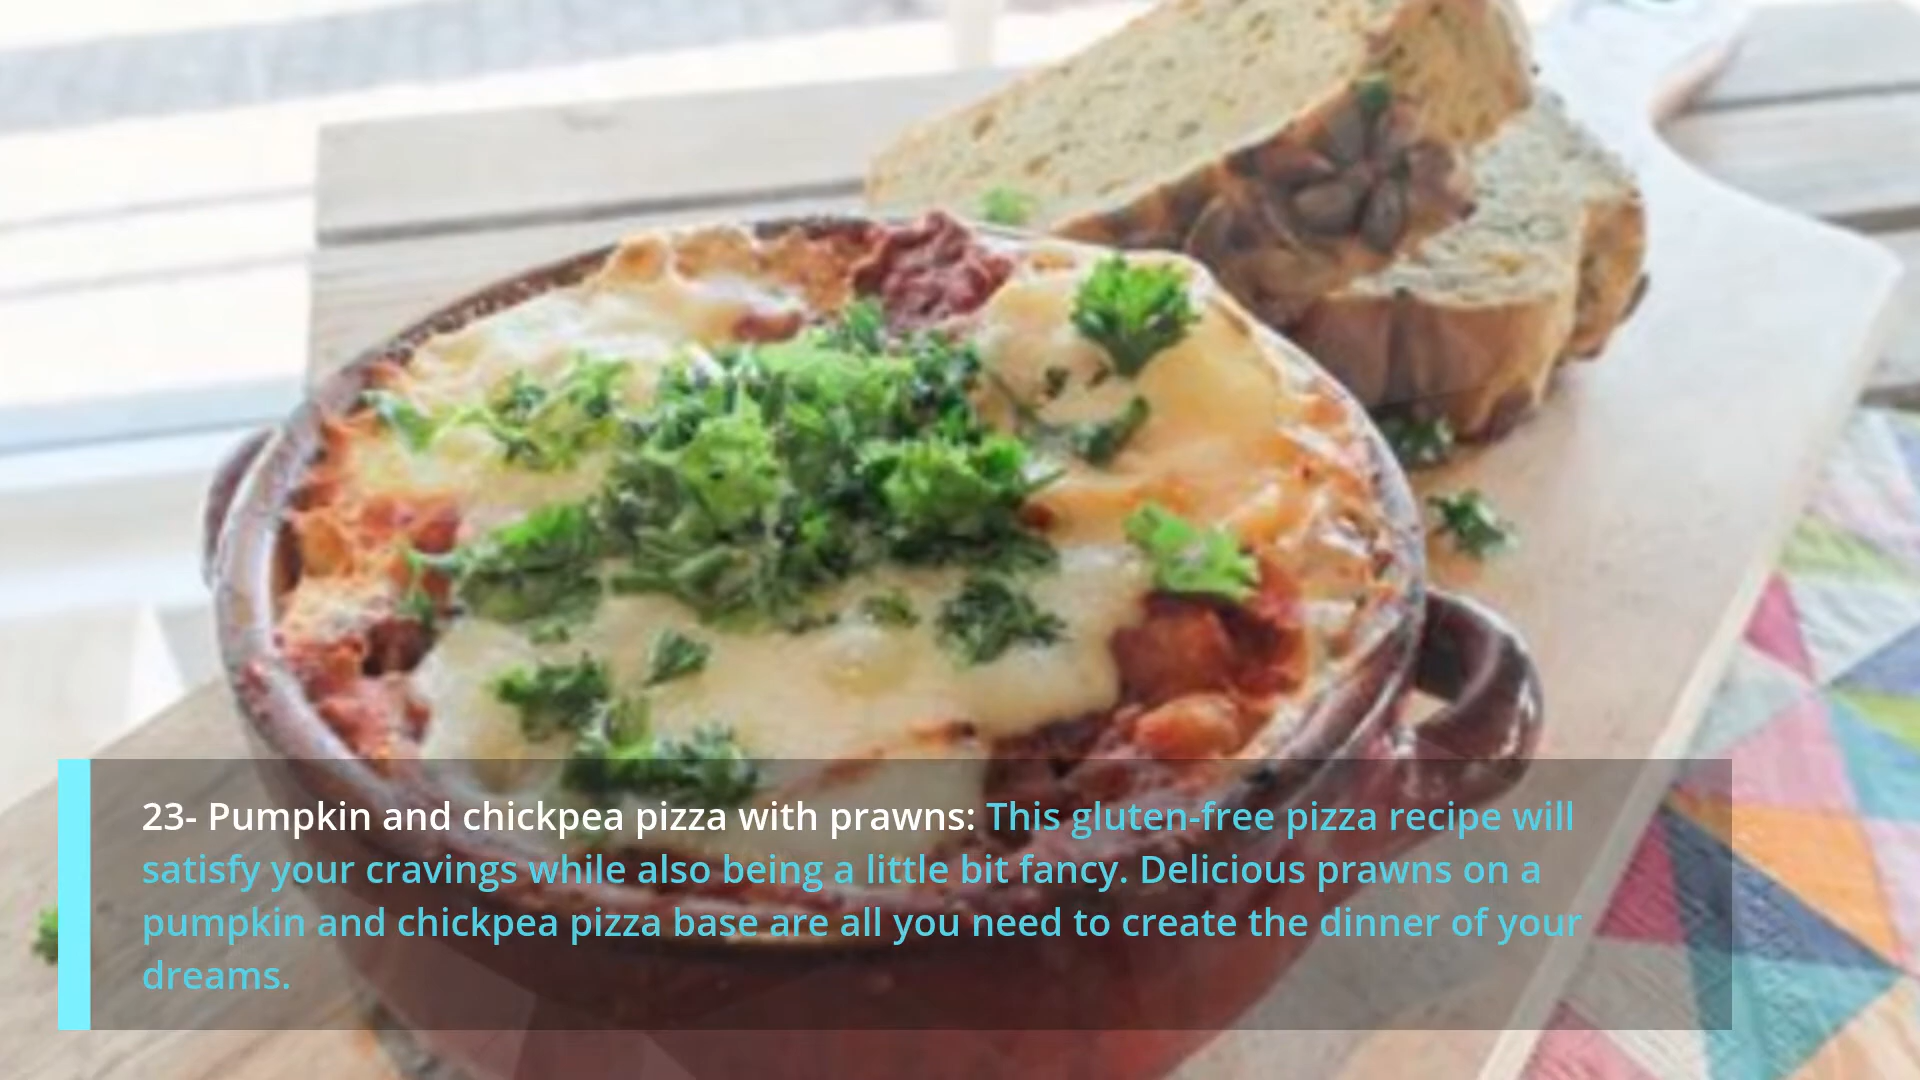 23- Pumpkin and chickpea pizza with prawns: This gluten-free pizza recipe will
satisfy your cravings while also being a little bit fancy. Delicious prawns on a
pumpkin and chickpea pizza base are all you need to create the dinner of your
dreams.